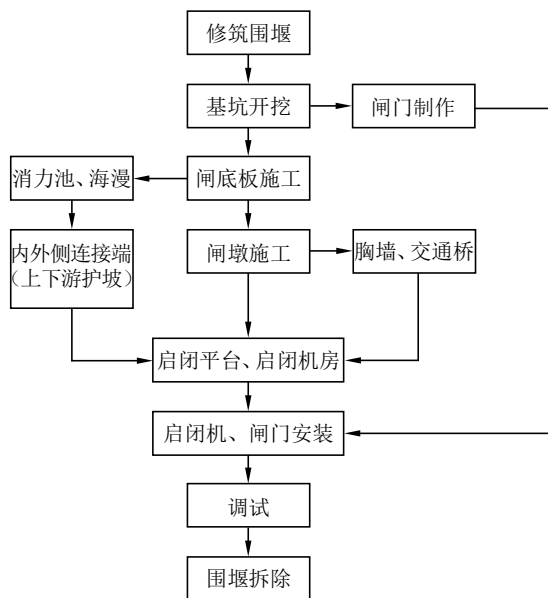 修筑围堰
基坑开挖
闸门制作
消力池、海漫
闸底板施工
内外侧连接端
（上下游护坡）
闸墩施工
胸墙、交通桥
启闭平台、启闭机房
启闭机、闸门安装
调试
围堰拆除